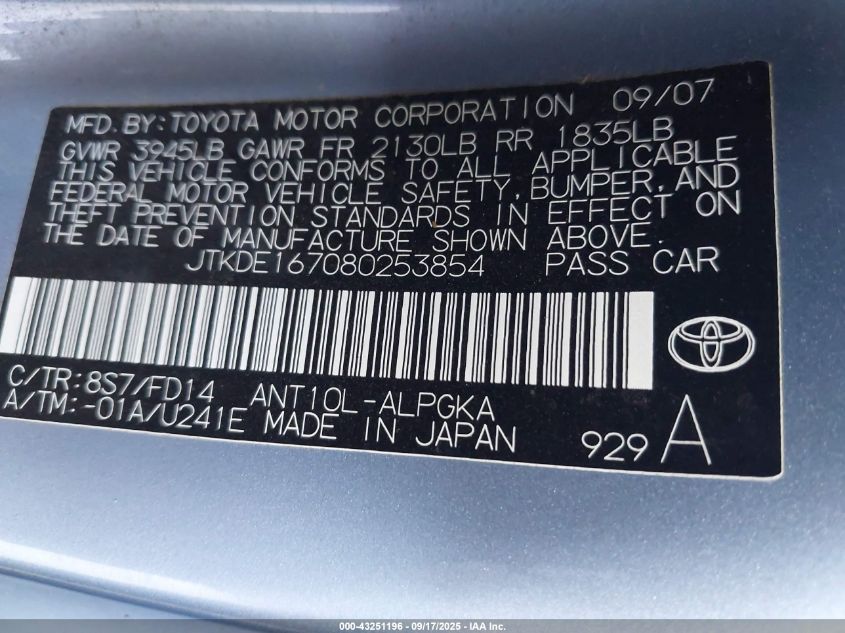 MFD. BY: TOYOTA MOTOR CORPORATION 09/07
GVWR 3945LB GAWR FR 2130LB RR 1835LB
THIS VEHICLE CONFORMS TO ALL APPLICABLE
FEDERAL MOTOR VEHICLE SAFETY, BUMPER, AND
THEFT PREVENTION STANDARDS IN EFFECT ON
THE DATE OF MANUFACTURE SHOWN ABOVE.
JTKDE167080253854 PASS CAR
C/TR: 8S7/FD14 ANT10L-ALPGKA
A/TM: -01A/U241E MADE IN JAPAN 929 A
000-43251196 - 09/17/2025 - IAA Inc.